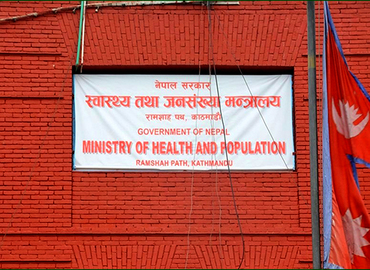 नेपाल सरकार
स्वास्थ्य तथा जनसंख्या मन्त्रालय
रामशाह पथ, काठमाडौं
GOVERNMENT OF NEPAL
MINISTRY OF HEALTH AND POPULATION
RAMSHAH PATH, KATHMANDU